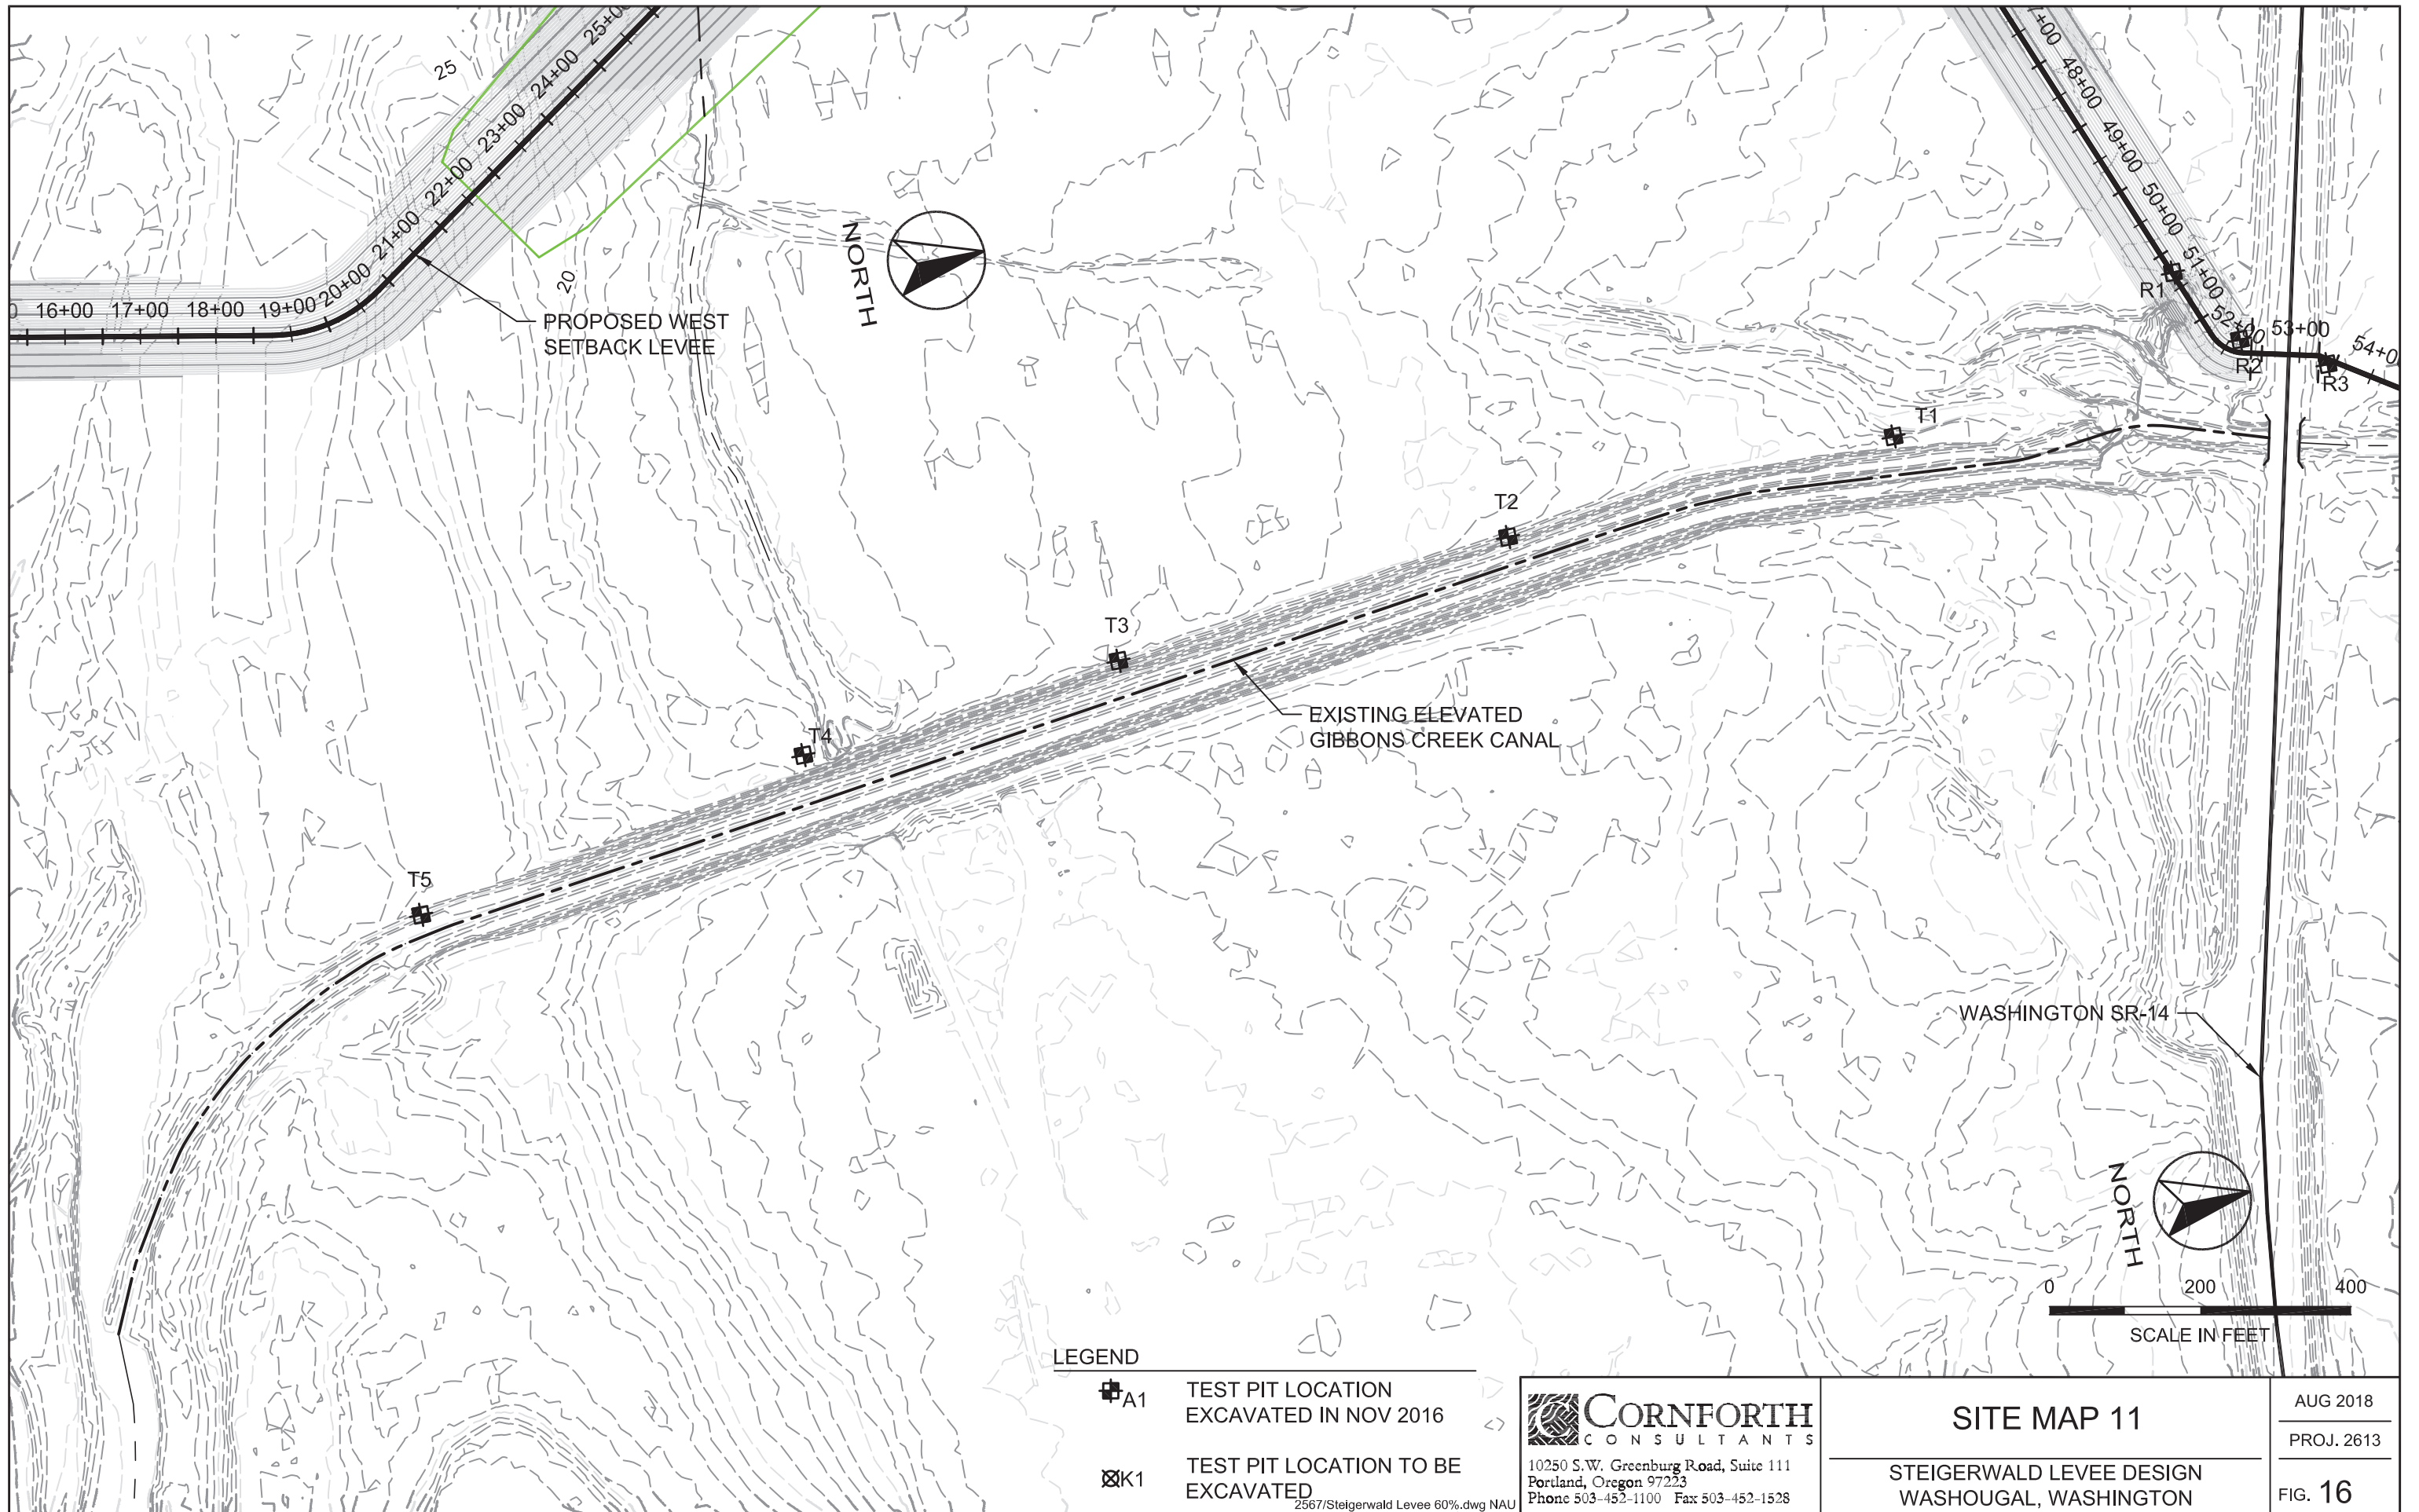 25
25+00
24+00
23+00
22+00
21+00
20+00
19+00
18+00
17+00
16+00
0
20
PROPOSED WEST
SETBACK LEVEE
NORTH
7+00
48+00
49+00
50+00
51+00
52+00
53+00
54+0
R1
R2
R3
T1
T2
T3
T4
T5
EXISTING ELEVATED
GIBBONS CREEK CANAL
WASHINGTON SR-14
NORTH
0 200 400
SCALE IN FEET
LEGEND
A1 TEST PIT LOCATION
EXCAVATED IN NOV 2016
K1 TEST PIT LOCATION TO BE
EXCAVATED
2567/Steigerwald Levee 60%.dwg NAU
CORNFORTH
CONSULTANTS
10250 S.W. Greenburg Road, Suite 111
Portland, Oregon 97223
Phone 503-452-1100 Fax 503-452-1528
SITE MAP 11
STEIGERWALD LEVEE DESIGN
WASHOUGAL, WASHINGTON
AUG 2018
PROJ. 2613
FIG. 16